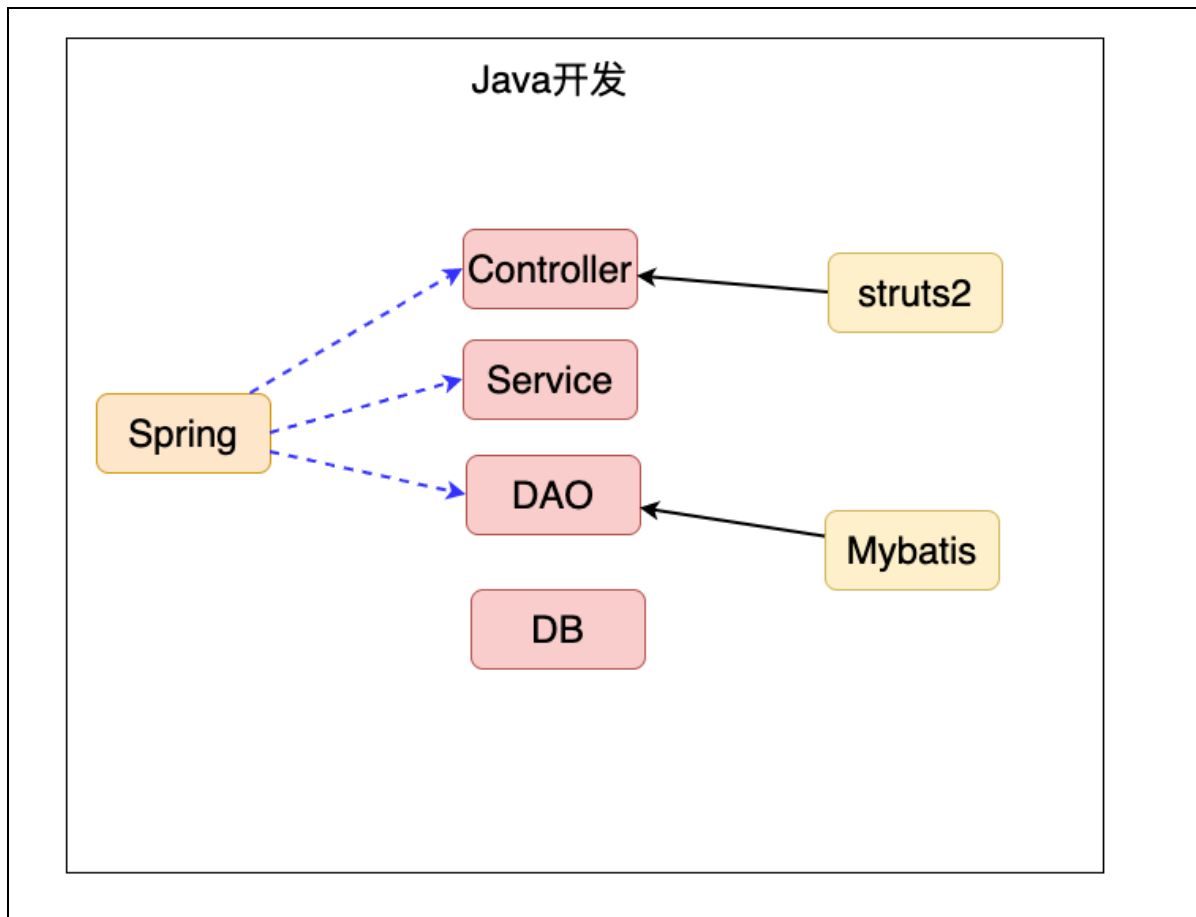 Java开发
Controller
struts2
Service
Spring
DAO
Mybatis
DB